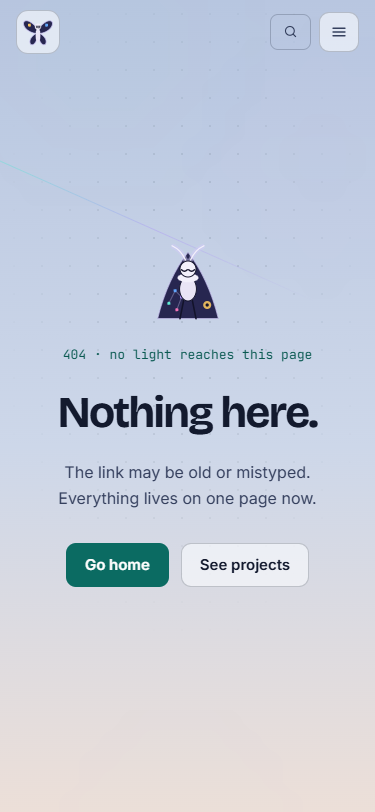 404 · no light reaches this page
Nothing here.
The link may be old or mistyped.
Everything lives on one page now.
Go home
See projects